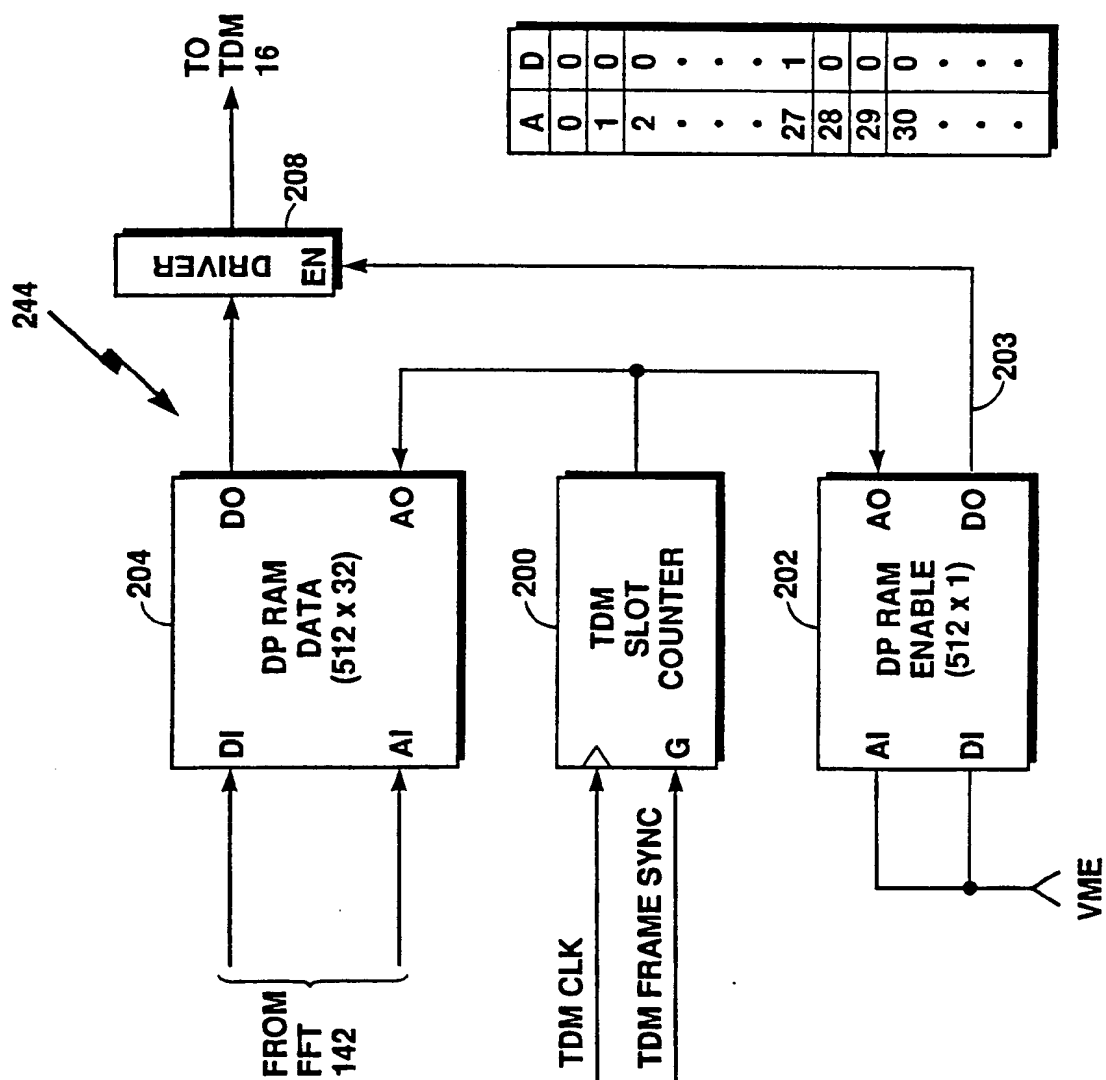 244
TO
TDM
16
DRIVER
EN
208
204
DI
DO
DP RAM
DATA
(512 x 32)
AI
AO
FROM
FFT
142
200
TDM
SLOT
COUNTER
G
TDM CLK
TDM FRAME SYNC
202
AI
AO
DP RAM
ENABLE
(512 x 1)
DI
DO
203
VME
A D
0 0
1 0
2 0
• •
• •
• •
27 1
28 0
29 0
30 0
• •
• •
• •